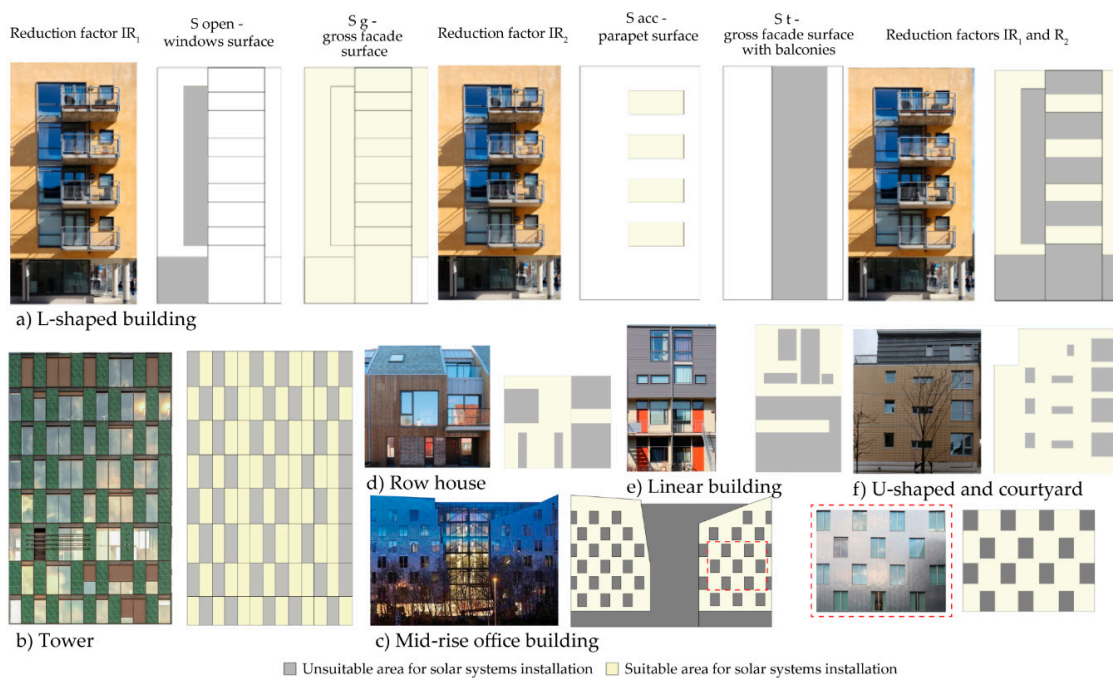 Reduction factor IR₁
S open -
windows surface
S g -
gross facade
surface
Reduction factor IR₂
S acc -
parapet surface
S t -
gross facade surface
with balconies
Reduction factors IR₁ and R₂
a) L-shaped building
d) Row house
e) Linear building
f) U-shaped and courtyard
b) Tower
c) Mid-rise office building
Unsuitable area for solar systems installation
Suitable area for solar systems installation